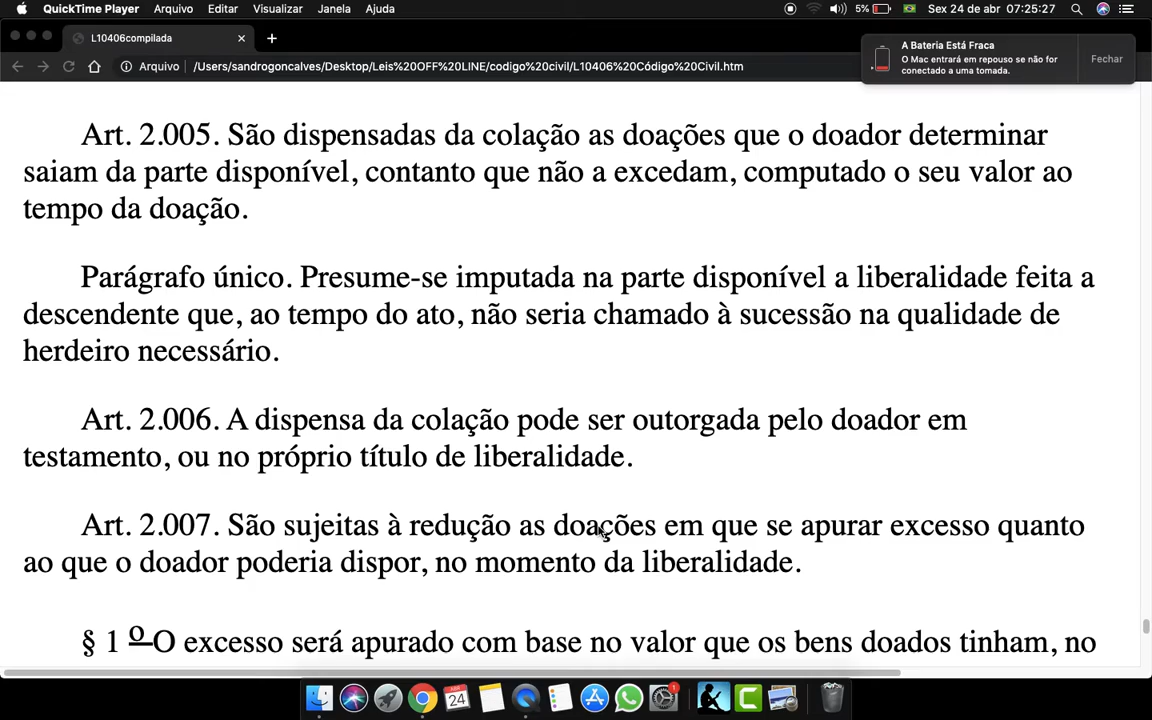 QuickTime Player Arquivo Editar Visualizar Janela Ajuda 5% Sex 24 de abr 07:25:27
L10406compilada
Arquivo /Users/sandrogoncalves/Desktop/Leis%20OFF%20LINE/codigo%20civil/L10406%20Código%20Civil.htm
A Bateria Está Fraca
O Mac entrará em repouso se não for
conectado a uma tomada.
Fechar
Art. 2.005. São dispensadas da colação as doações que o doador determinar
saiam da parte disponível, contanto que não a excedam, computado o seu valor ao
tempo da doação.
Parágrafo único. Presume-se imputada na parte disponível a liberalidade feita a
descendente que, ao tempo do ato, não seria chamado à sucessão na qualidade de
herdeiro necessário.
Art. 2.006. A dispensa da colação pode ser outorgada pelo doador em
testamento, ou no próprio título de liberalidade.
Art. 2.007. São sujeitas à redução as doações em que se apurar excesso quanto
ao que o doador poderia dispor, no momento da liberalidade.
§ 1 o O excesso será apurado com base no valor que os bens doados tinham, no
ABR
24
1